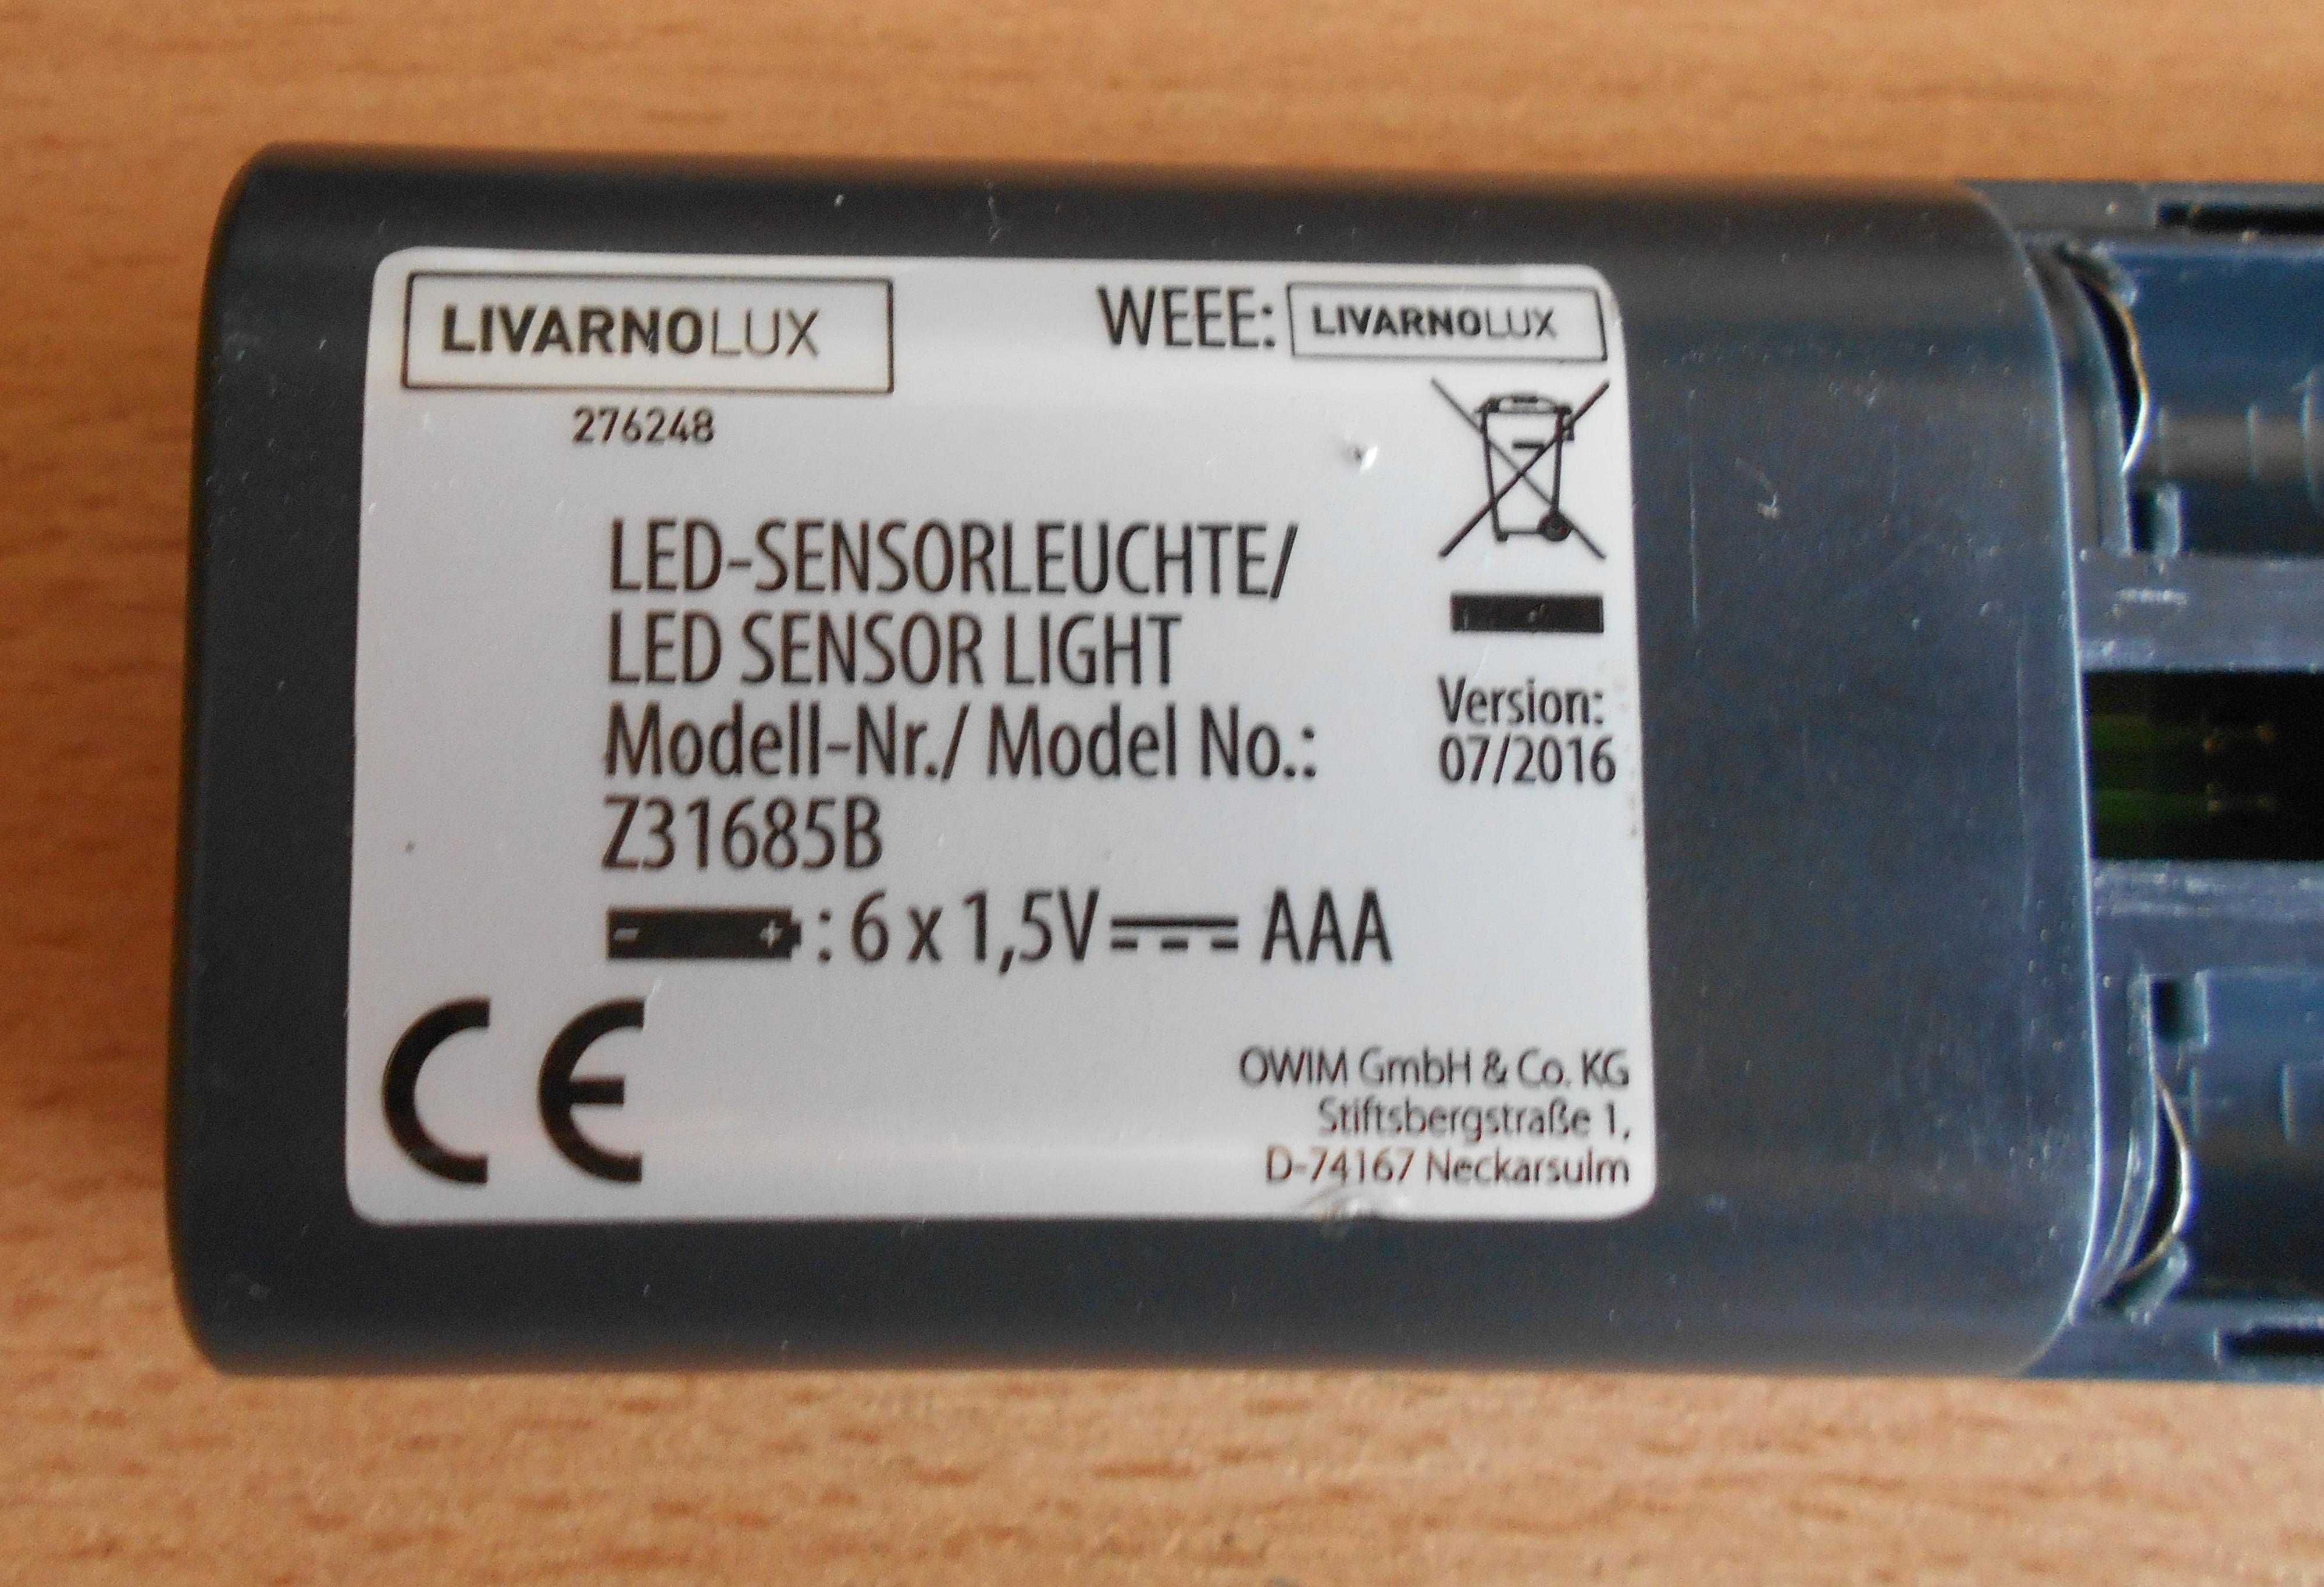 LIVARNOLUX
WEEE: LIVARNOLUX
276248
LED-SENSORLEUCHTE/
LED SENSOR LIGHT
Modell-Nr./ Model No.:
Z31685B
- + : 6 x 1,5V⎓ AAA
Version:
07/2016
CE
OWIM GmbH & Co. KG
Stiftsbergstraße 1,
D-74167 Neckarsulm